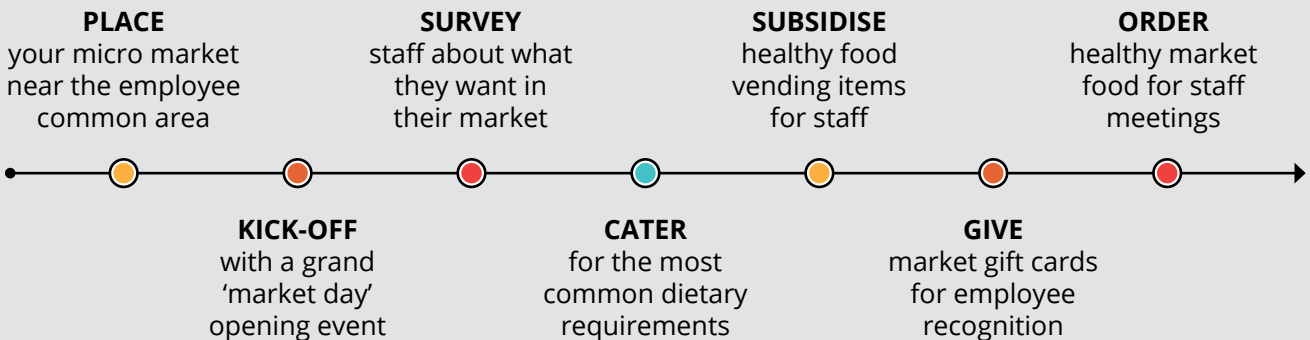 PLACE
your micro market
near the employee
common area
KICK-OFF
with a grand
‘market day’
opening event
SURVEY
staff about what
they want in
their market
CATER
for the most
common dietary
requirements
SUBSIDISE
healthy food
vending items
for staff
GIVE
market gift cards
for employee
recognition
ORDER
healthy market
food for staff
meetings